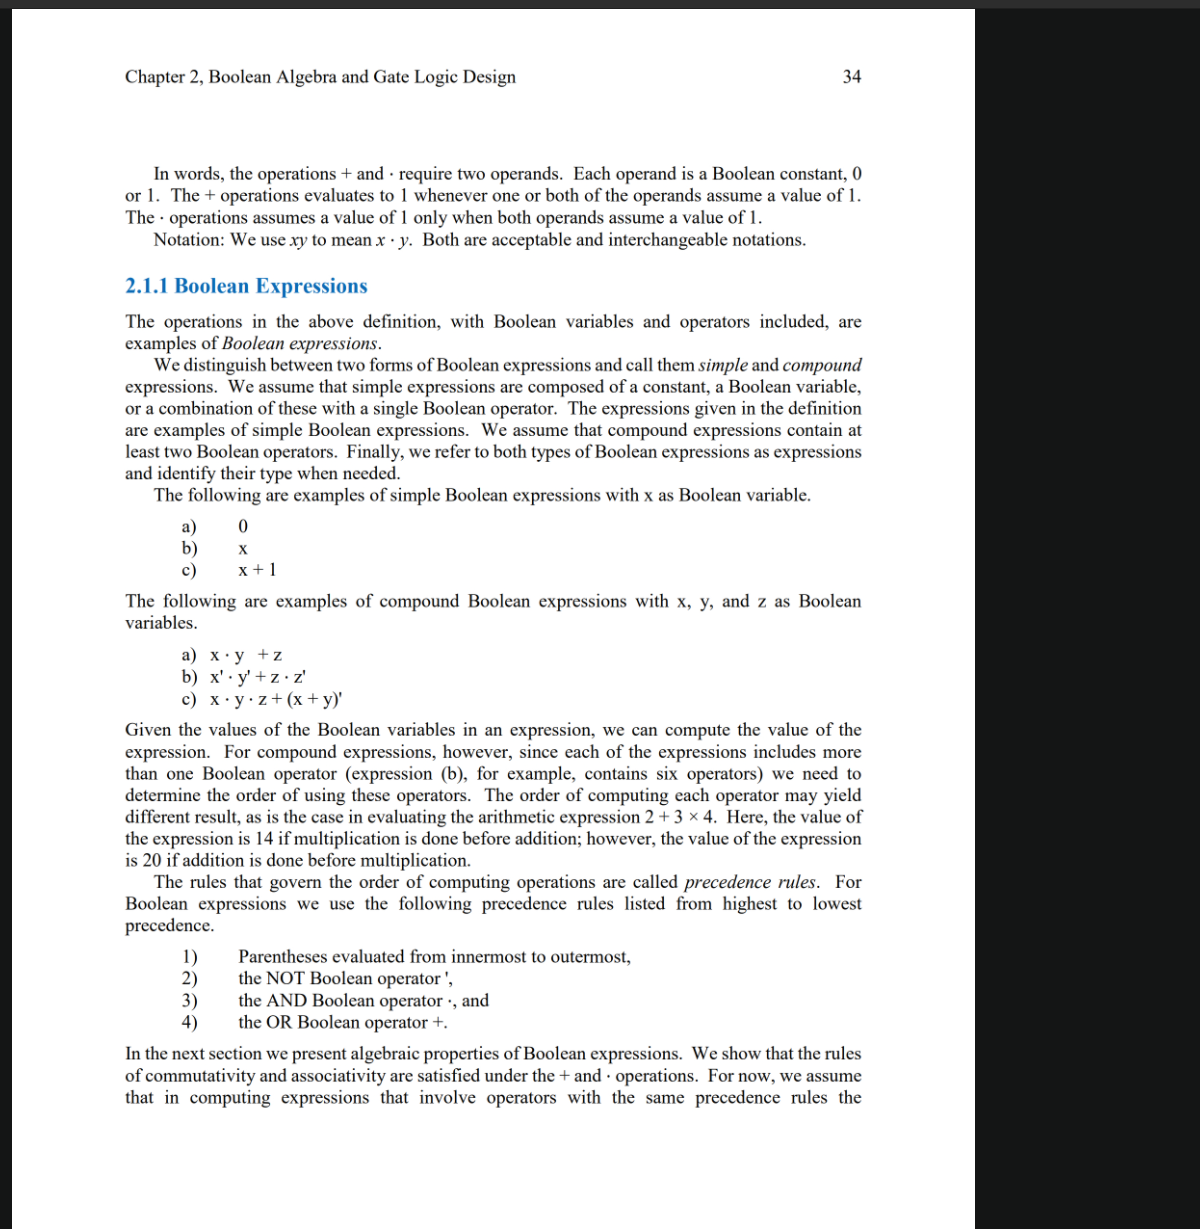 Chapter 2, Boolean Algebra and Gate Logic Design 34
In words, the operations + and · require two operands. Each operand is a Boolean constant, 0
or 1. The + operations evaluates to 1 whenever one or both of the operands assume a value of 1.
The · operations assumes a value of 1 only when both operands assume a value of 1.
Notation: We use xy to mean x · y. Both are acceptable and interchangeable notations.
2.1.1 Boolean Expressions
The operations in the above definition, with Boolean variables and operators included, are
examples of Boolean expressions.
We distinguish between two forms of Boolean expressions and call them simple and compound
expressions. We assume that simple expressions are composed of a constant, a Boolean variable,
or a combination of these with a single Boolean operator. The expressions given in the definition
are examples of simple Boolean expressions. We assume that compound expressions contain at
least two Boolean operators. Finally, we refer to both types of Boolean expressions as expressions
and identify their type when needed.
The following are examples of simple Boolean expressions with x as Boolean variable.
a) 0
b) x
c) x + 1
The following are examples of compound Boolean expressions with x, y, and z as Boolean
variables.
a) x · y + z
b) x' · y' + z · z'
c) x · y · z + (x + y)'
Given the values of the Boolean variables in an expression, we can compute the value of the
expression. For compound expressions, however, since each of the expressions includes more
than one Boolean operator (expression (b), for example, contains six operators) we need to
determine the order of using these operators. The order of computing each operator may yield
different result, as is the case in evaluating the arithmetic expression 2 + 3 × 4. Here, the value of
the expression is 14 if multiplication is done before addition; however, the value of the expression
is 20 if addition is done before multiplication.
The rules that govern the order of computing operations are called precedence rules. For
Boolean expressions we use the following precedence rules listed from highest to lowest
precedence.
1) Parentheses evaluated from innermost to outermost,
2) the NOT Boolean operator ',
3) the AND Boolean operator ·, and
4) the OR Boolean operator +.
In the next section we present algebraic properties of Boolean expressions. We show that the rules
of commutativity and associativity are satisfied under the + and · operations. For now, we assume
that in computing expressions that involve operators with the same precedence rules the